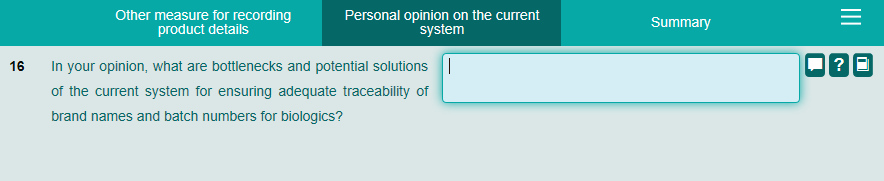 Other measure for recording
product details
Personal opinion on the current
system
Summary
16
In your opinion, what are bottlenecks and potential solutions
of the current system for ensuring adequate traceability of
brand names and batch numbers for biologics?
?